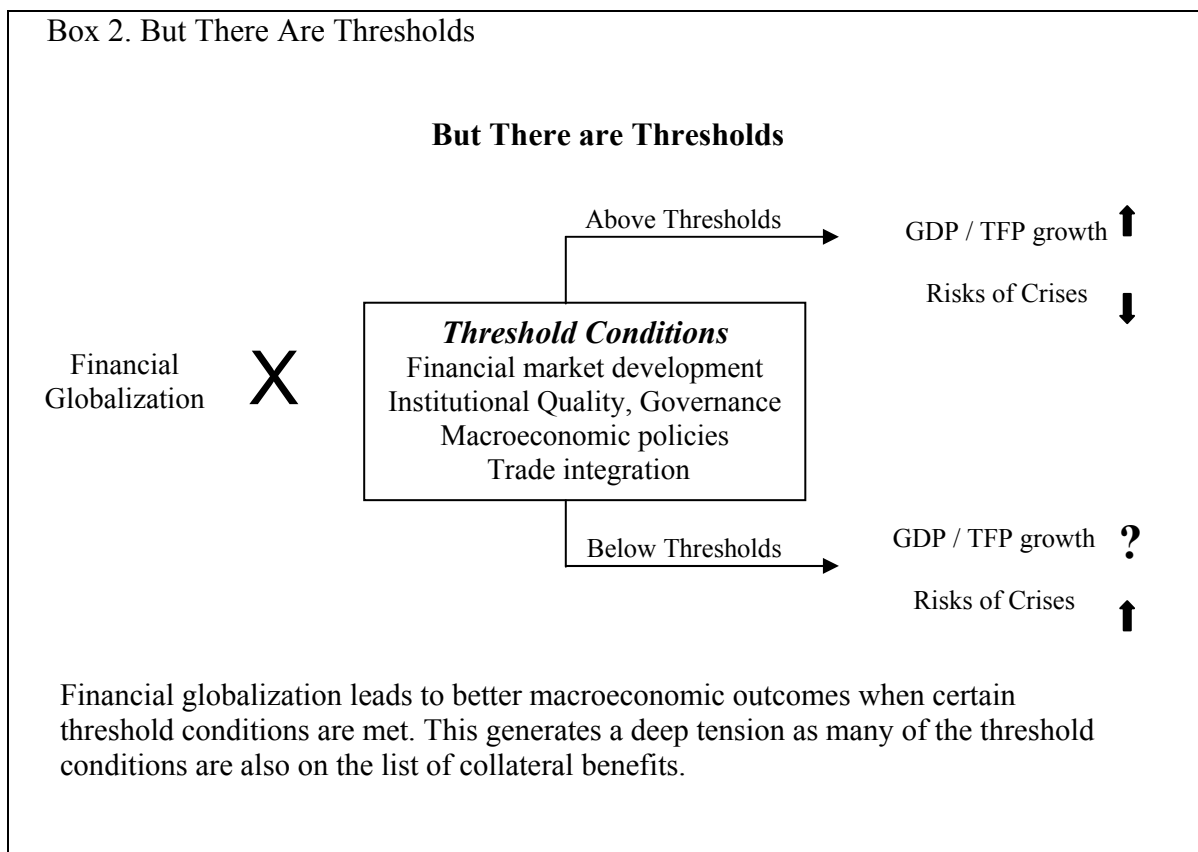 Box 2. But There Are Thresholds
But There are Thresholds
Above Thresholds
GDP / TFP growth
Risks of Crises
Financial
Globalization
X
Threshold Conditions
Financial market development
Institutional Quality, Governance
Macroeconomic policies
Trade integration
Below Thresholds
GDP / TFP growth ?
Risks of Crises
Financial globalization leads to better macroeconomic outcomes when certain
threshold conditions are met. This generates a deep tension as many of the threshold
conditions are also on the list of collateral benefits.